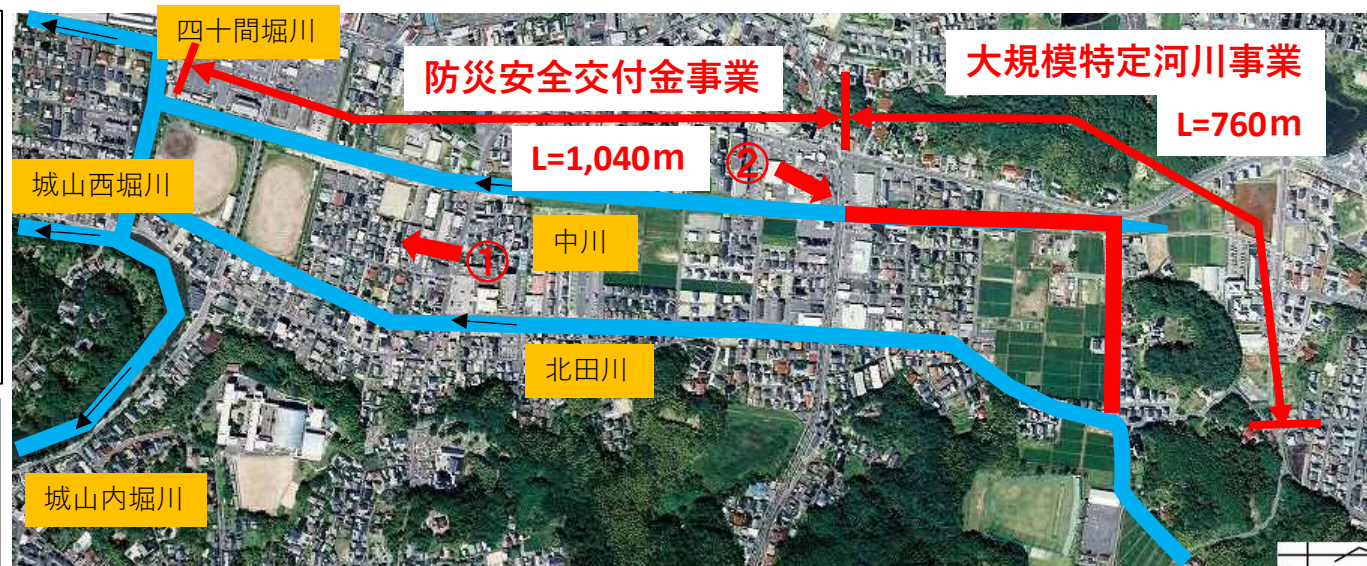 四十間堀川
防災安全交付金事業
大規模特定河川事業
L=760ｍ
L=1,040ｍ
②
城山西堀川
中川
①
北田川
城山内堀川